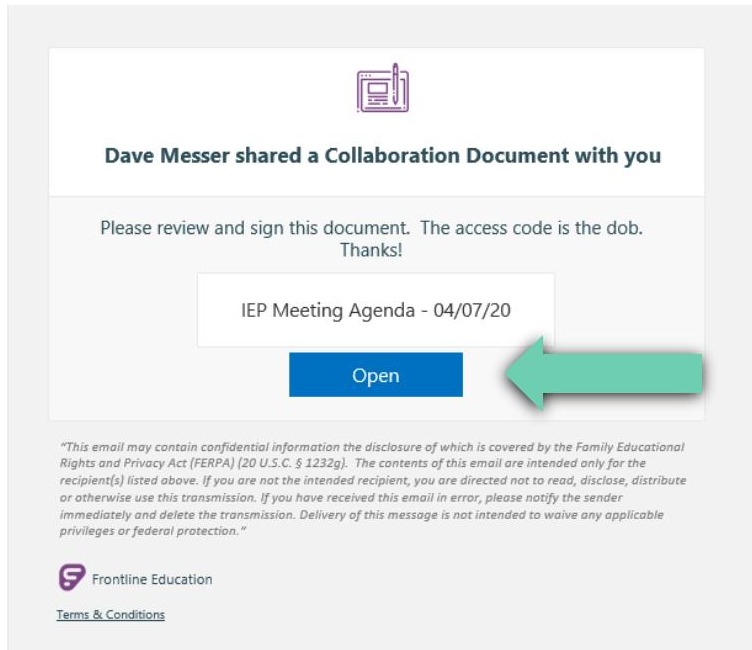 Dave Messer shared a Collaboration Document with you
Please review and sign this document.  The access code is the dob.
Thanks!
IEP Meeting Agenda - 04/07/20
Open
"This email may contain confidential information the disclosure of which is covered by the Family Educational
Rights and Privacy Act (FERPA) (20 U.S.C. § 1232g).  The contents of this email are intended only for the
recipient(s) listed above. If you are not the intended recipient, you are directed not to read, disclose, distribute
or otherwise use this transmission. If you have received this email in error, please notify the sender
immediately and delete the transmission. Delivery of this message is not intended to waive any applicable
privileges or federal protection."
Frontline Education
Terms & Conditions